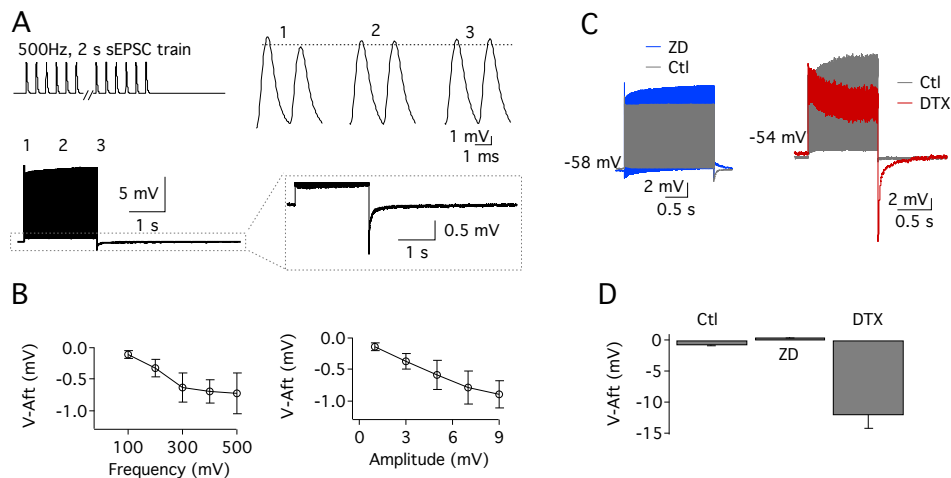 A
500Hz, 2 s sEPSC train
1 2 3
1 mV
1 ms
1 2 3
5 mV
1 s
0.5 mV
1 s
B
V-Aft (mV)
0.0
-0.5
-1.0
100 300 500
Frequency (mV)
V-Aft (mV)
0.0
-0.5
-1.0
0 3 6 9
Amplitude (mV)
C
ZD
Ctl
-58 mV
2 mV
0.5 s
Ctl
DTX
-54 mV
2 mV
0.5 s
D
Ctl
DTX
ZD
V-Aft (mV)
0
-5
-10
-15